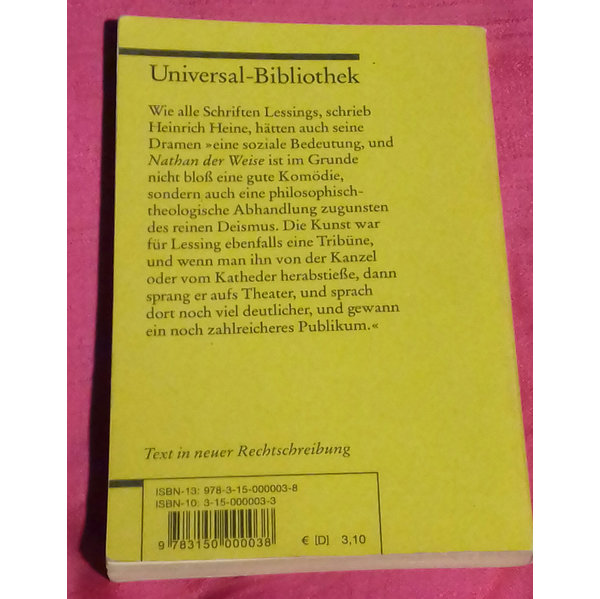 Universal-Bibliothek
Wie alle Schriften Lessings, schrieb
Heinrich Heine, hätten auch seine
Dramen »eine soziale Bedeutung, und
Nathan der Weise ist im Grunde
nicht bloß eine gute Komödie,
sondern auch eine philosophisch-
theologische Abhandlung zugunsten
des reinen Deismus. Die Kunst war
für Lessing ebenfalls eine Tribüne,
und wenn man ihn von der Kanzel
oder vom Katheder herabstieße, dann
sprang er aufs Theater, und sprach
dort noch viel deutlicher, und gewann
ein noch zahlreicheres Publikum.«
Text in neuer Rechtschreibung
ISBN-13: 978-3-15-000003-8
ISBN-10: 3-15-000003-3
9 783150 000038
€ [D] 3,10